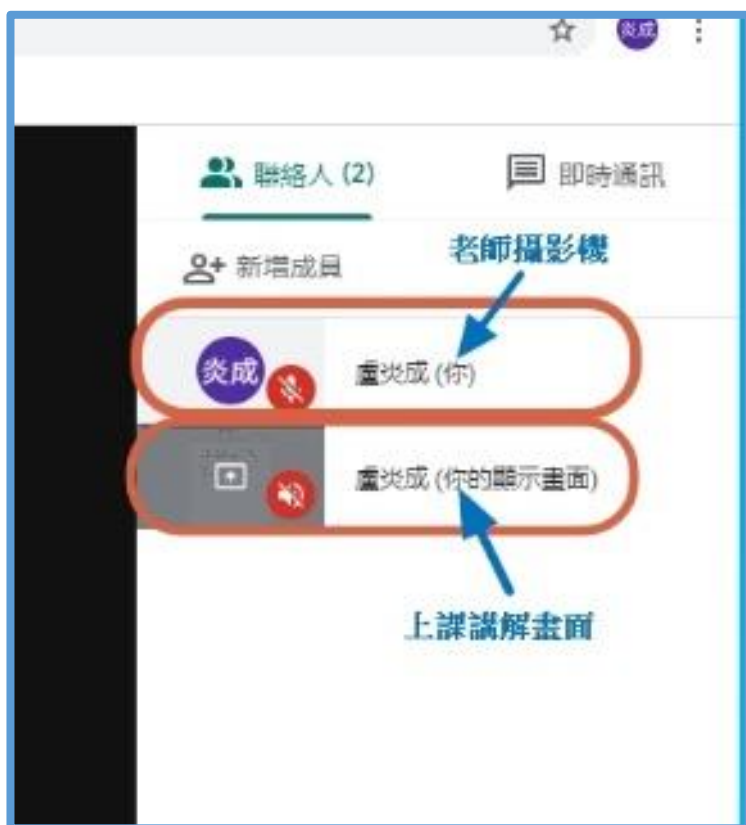 炎成
聯絡人 (2)
即時通訊
老師攝影機
新增成員
炎成
盧炎成 (你)
盧炎成 (你的顯示畫面)
上課講解畫面